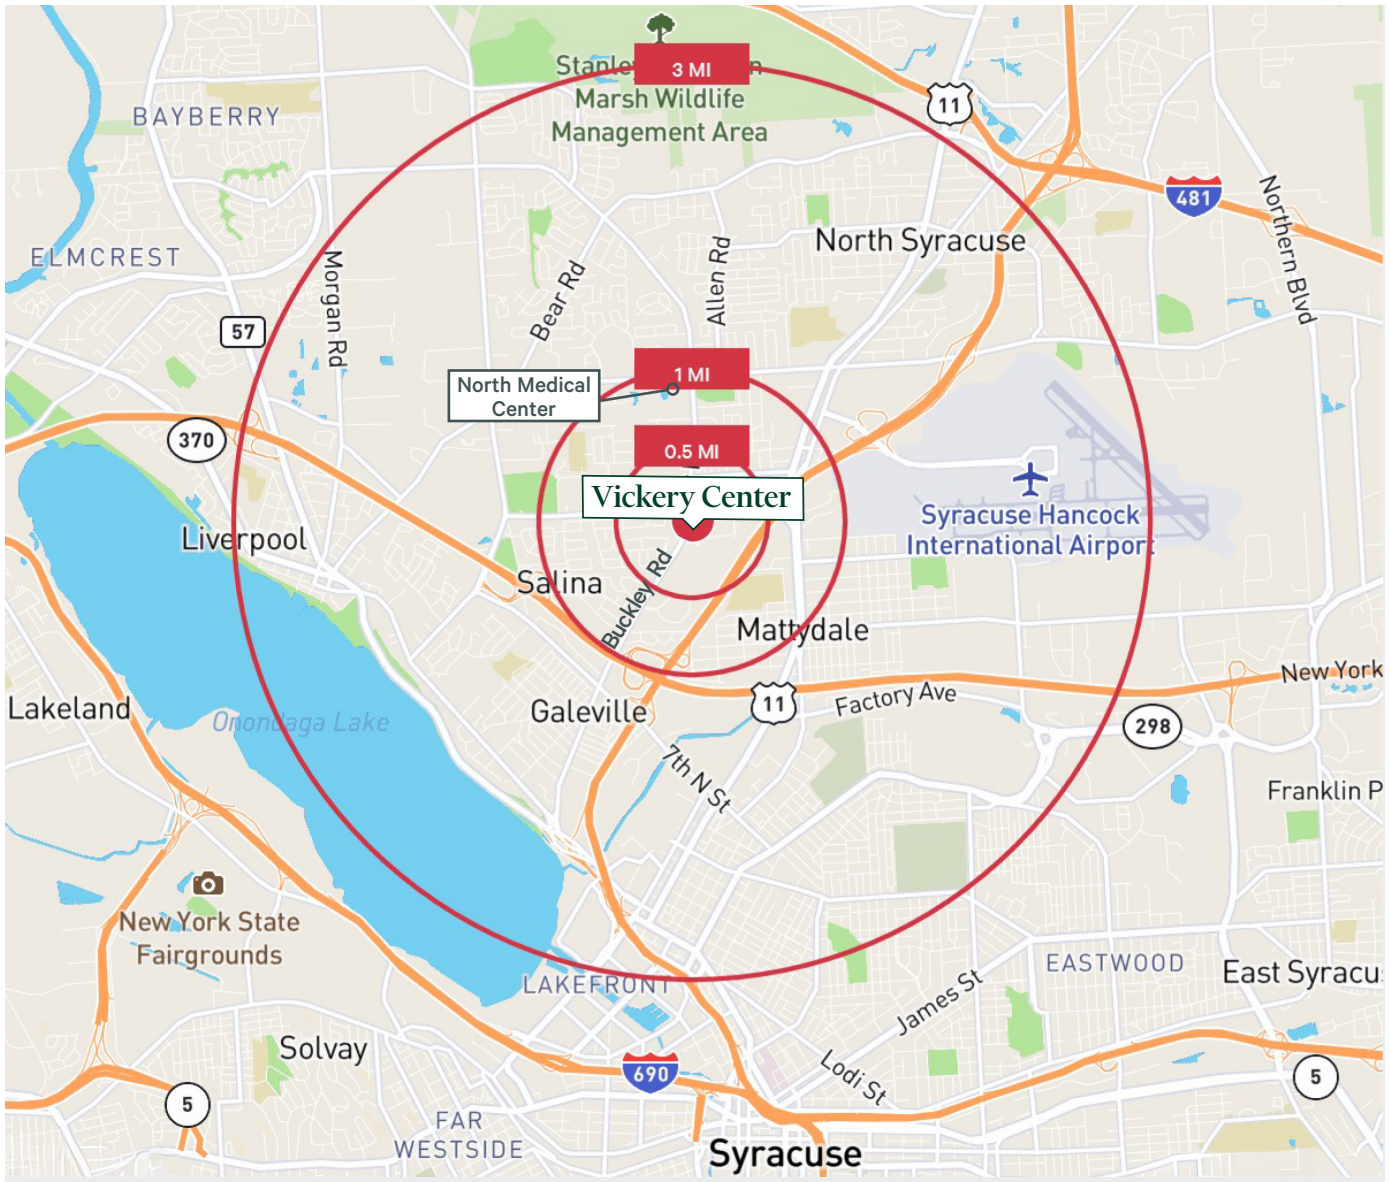 Stanle
n
3 MI
Marsh Wildlife
Management Area
11
BAYBERRY
481
Northern Blvd
North Syracuse
ELMCREST
Morgan Rd
Bear Rd
Allen Rd
57
1 MI
North Medical
Center
370
0.5 MI
Vickery Center
Syracuse Hancock
International Airport
Liverpool
Salina
Buckley Rd
Mattydale
New York
Lakeland
Onondaga Lake
Galeville
11
Factory Ave
298
7th N St
Franklin P
New York State
Fairgrounds
LAKEFRONT
James St
EASTWOOD
East Syracu
Solvay
690
Lodi St
5
5
FAR
WESTSIDE
Syracuse